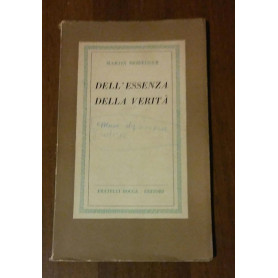 MARTIN HEIDEGGER
DELL'ESSENZA
DELLA VERITÀ
FRATELLI BOCCA - EDITORI